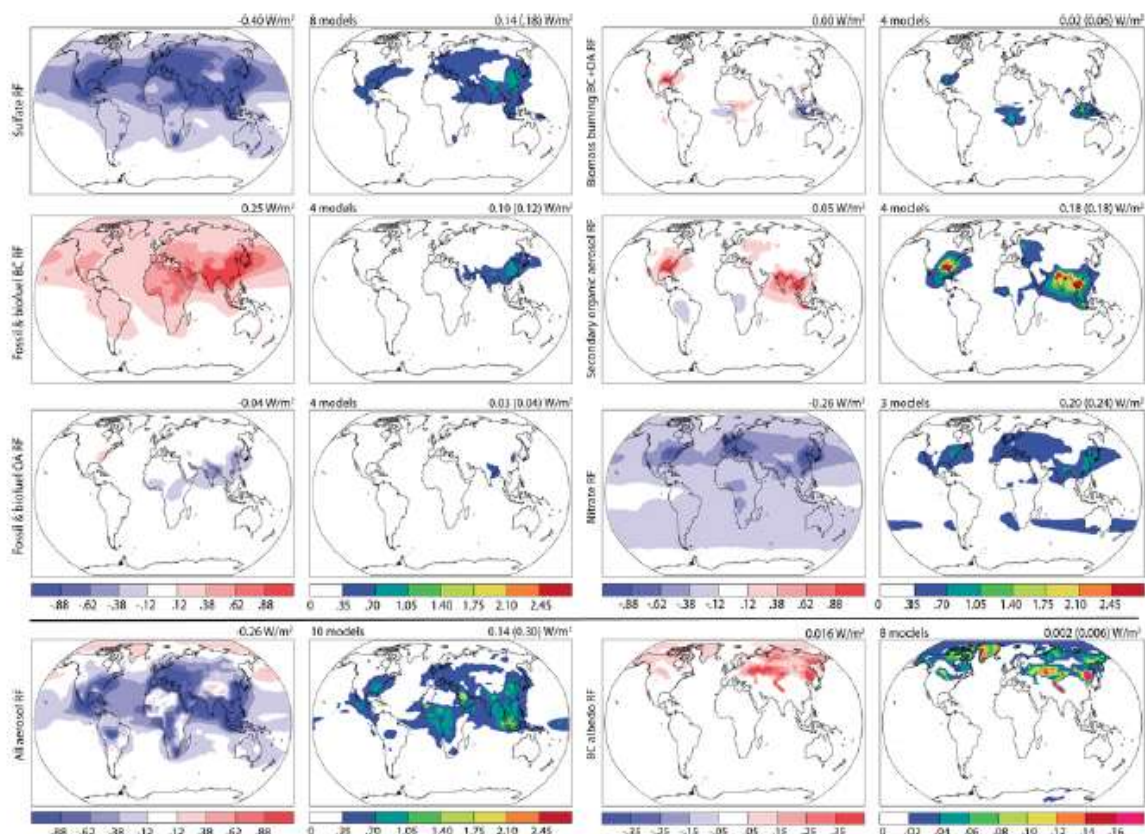 -0.40 W/m²
8 models
0.14 (.18) W/m²
0.00 W/m²
4 models
0.02 (0.06) W/m²
Sulfate RF
Biomass burning BC+OA RF
0.25 W/m²
4 models
0.10 (0.12) W/m²
0.05 W/m²
4 models
0.18 (0.18) W/m²
Fossil & biofuel BC RF
Secondary organic aerosol RF
-0.04 W/m²
4 models
0.03 (0.04) W/m²
-0.26 W/m²
3 models
0.20 (0.24) W/m²
Fossil & biofuel OA RF
Nitrate RF
-.88 -.62 -.38 -.12 .12 .38 .62 .88
0 .35 .70 1.05 1.40 1.75 2.10 2.45
-.88 -.62 -.38 -.12 .12 .38 .62 .88
0 .35 .70 1.05 1.40 1.75 2.10 2.45
-0.26 W/m²
10 models
0.14 (0.30) W/m²
0.016 W/m²
8 models
0.002 (0.006) W/m²
All aerosol RF
BC albedo RF
-.88 -.62 -.38 -.12 .12 .38 .62 .88
0 .35 .70 1.05 1.40 1.75 2.10 2.45
-.25 -.15 -.05 .05 .15 .25
0 .02 .04 .06 .08 .10 .12 .14 .16